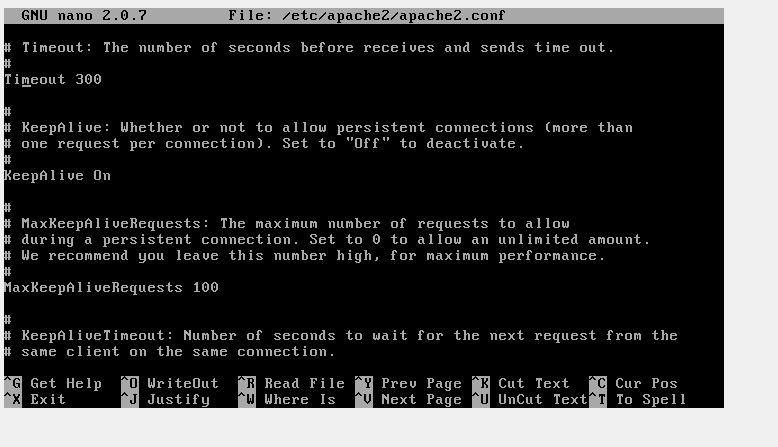 GNU nano 2.0.7 File: /etc/apache2/apache2.conf
# Timeout: The number of seconds before receives and sends time out.
#
Timeout 300
#
# KeepAlive: Whether or not to allow persistent connections (more than
# one request per connection). Set to "Off" to deactivate.
#
KeepAlive On
#
# MaxKeepAliveRequests: The maximum number of requests to allow
# during a persistent connection. Set to 0 to allow an unlimited amount.
# We recommend you leave this number high, for maximum performance.
#
MaxKeepAliveRequests 100
#
# KeepAliveTimeout: Number of seconds to wait for the next request from the
# same client on the same connection.
^G Get Help ^O WriteOut ^R Read File ^Y Prev Page ^K Cut Text ^C Cur Pos
^X Exit ^J Justify ^W Where Is ^V Next Page ^U UnCut Text ^T To Spell